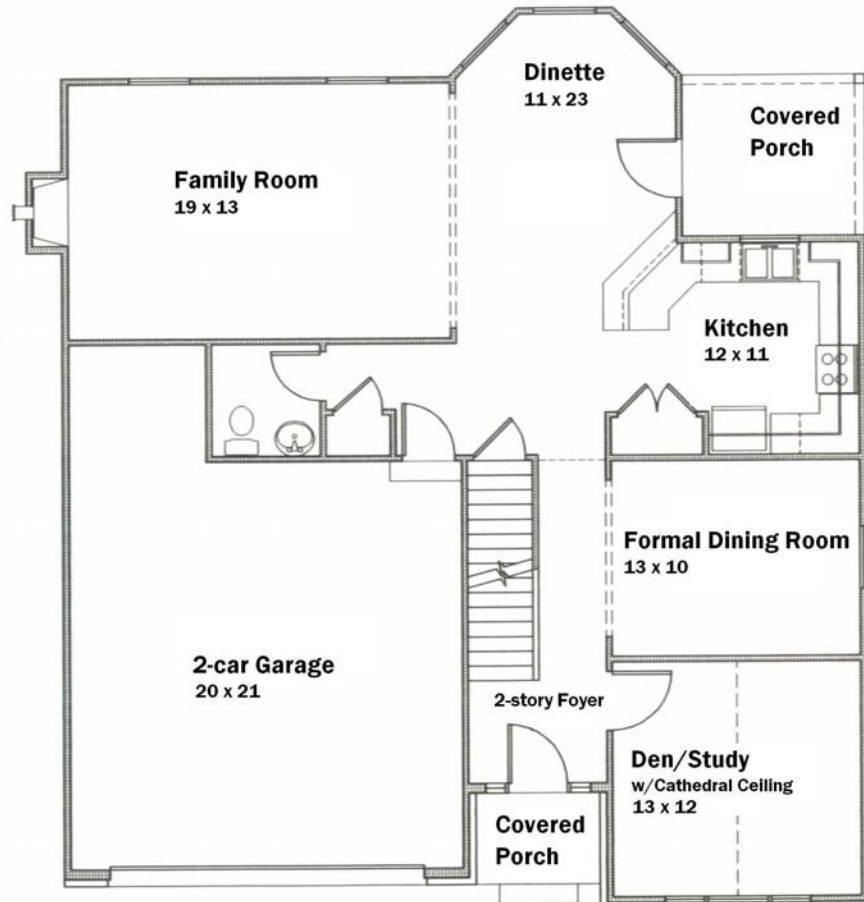 Dinette
11 x 23
Covered
Porch
Family Room
19 x 13
Kitchen
12 x 11
Formal Dining Room
13 x 10
2-car Garage
20 x 21
2-story Foyer
Den/Study
w/Cathedral Ceiling
13 x 12
Covered
Porch